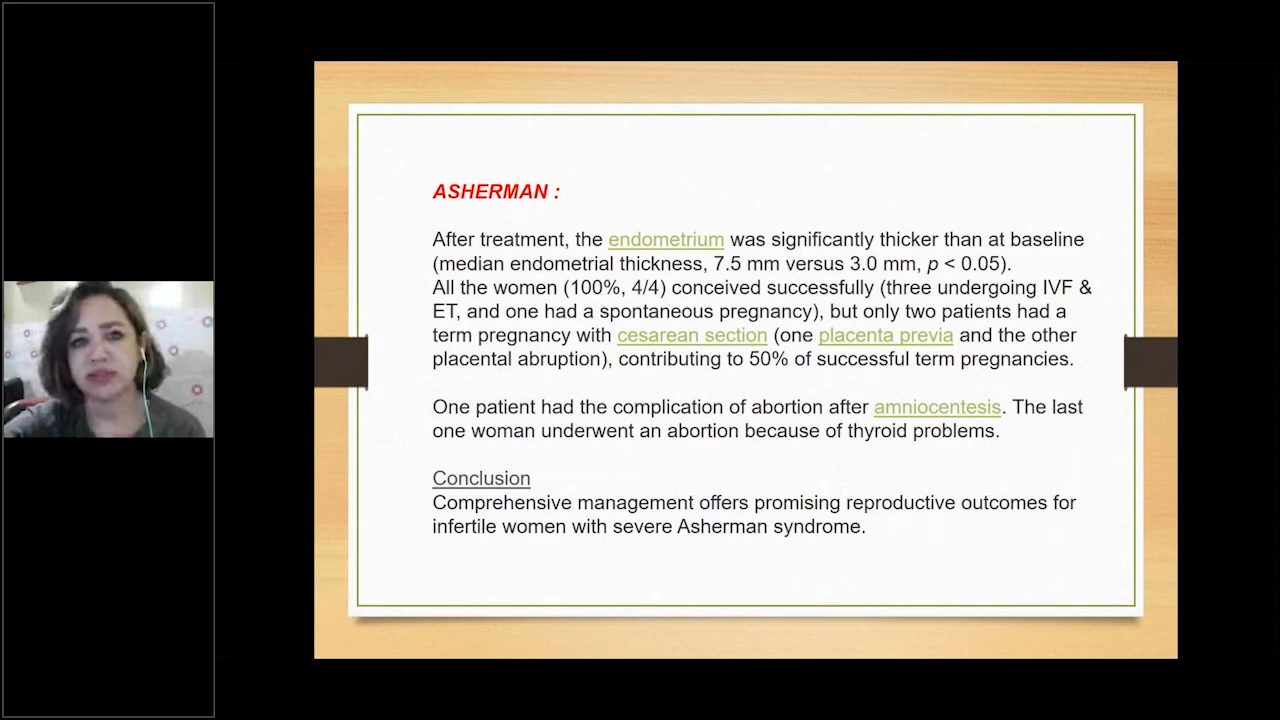 ASHERMAN :
After treatment, the endometrium was significantly thicker than at baseline
(median endometrial thickness, 7.5 mm versus 3.0 mm, p < 0.05).
All the women (100%, 4/4) conceived successfully (three undergoing IVF &
ET, and one had a spontaneous pregnancy), but only two patients had a
term pregnancy with cesarean section (one placenta previa and the other
placental abruption), contributing to 50% of successful term pregnancies.
One patient had the complication of abortion after amniocentesis. The last
one woman underwent an abortion because of thyroid problems.
Conclusion
Comprehensive management offers promising reproductive outcomes for
infertile women with severe Asherman syndrome.